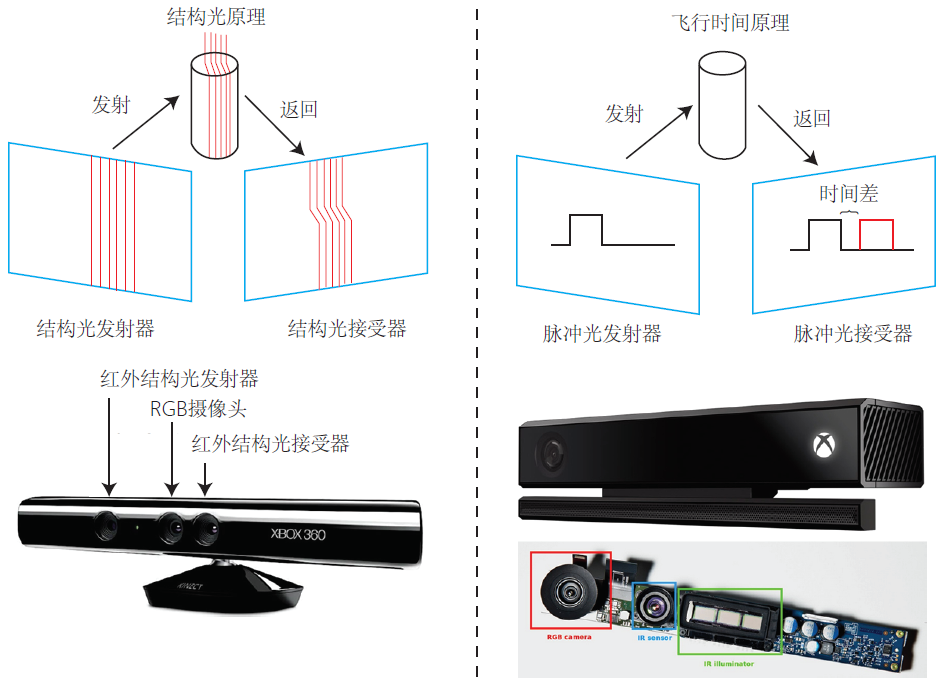 结构光原理
发射
返回
结构光发射器
结构光接受器
红外结构光发射器
RGB摄像头
红外结构光接受器
XBOX 360
KINECT
飞行时间原理
发射
返回
时间差
脉冲光发射器
脉冲光接受器
RGB camera
IR sensor
IR illuminator